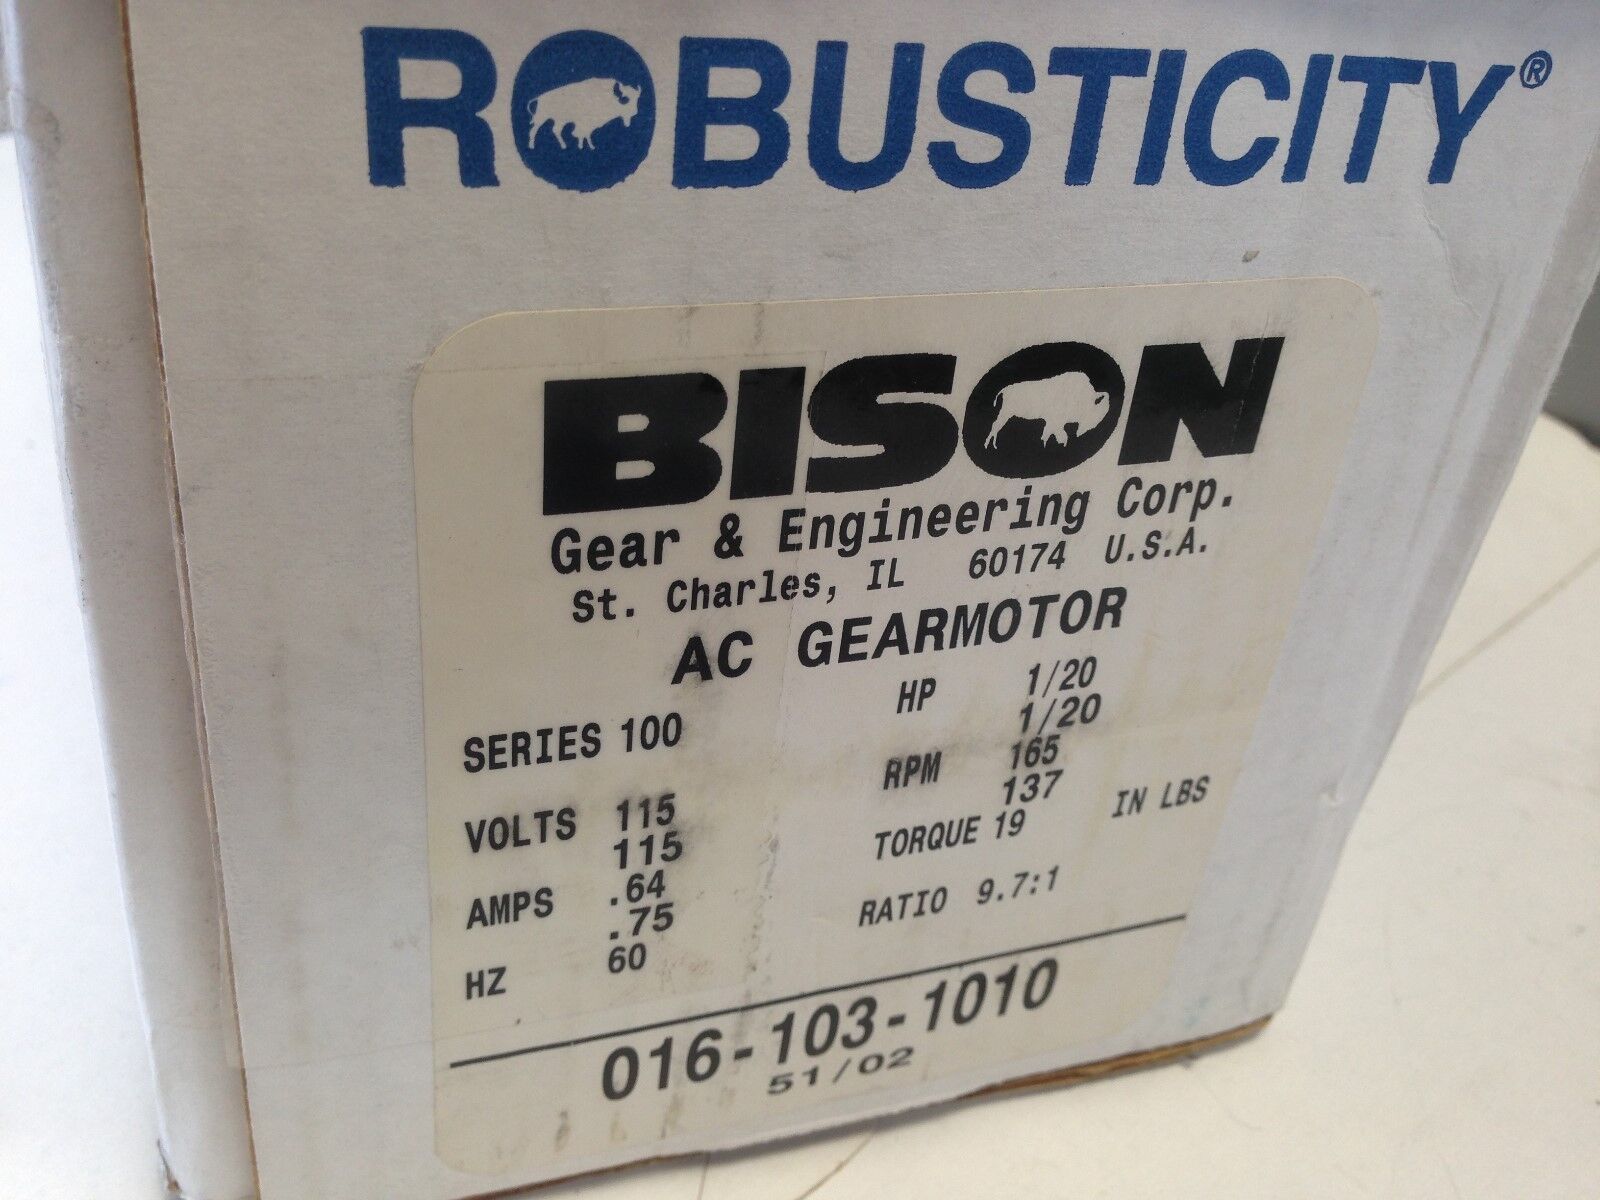 ROBUSTICITY®
BISON
Gear & Engineering Corp.
St. Charles, IL 60174 U.S.A.
AC GEARMOTOR
SERIES 100
HP 1/20
1/20
VOLTS 115
115
RPM 165
137
AMPS .64
.75
TORQUE 19 IN LBS
HZ 60
RATIO 9.7:1
016-103-1010
51/02